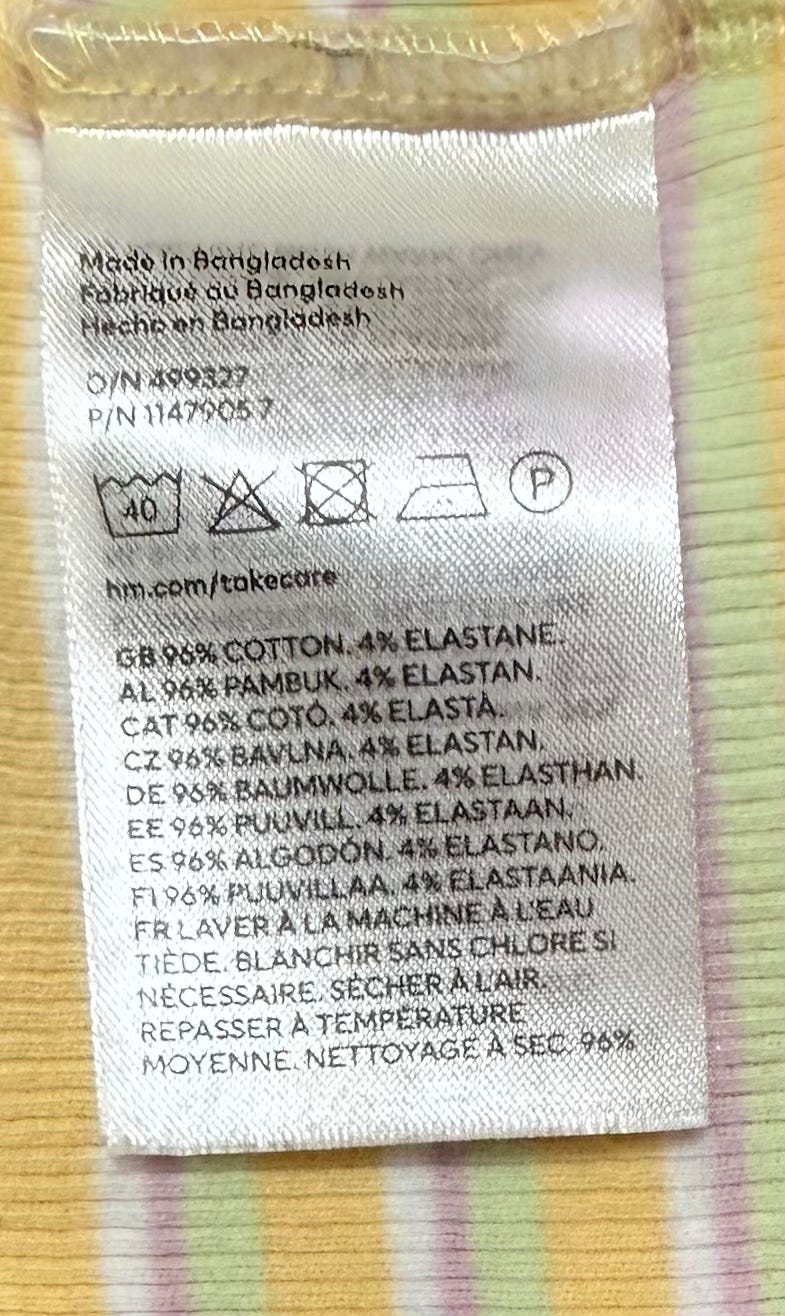 Made in Bangladesh
Fabriqué au Bangladesh
Hecho en Bangladesh
O/N 499327
P/N 11479057
40
P
hm.com/takecare
GB 96% COTTON. 4% ELASTANE.
AL 96% PAMBUK. 4% ELASTAN.
CAT 96% COTÓ. 4% ELASTÀ.
CZ 96% BAVLNA. 4% ELASTAN.
DE 96% BAUMWOLLE. 4% ELASTHAN.
EE 96% PUUVILL. 4% ELASTAAN.
ES 96% ALGODÓN. 4% ELASTANO.
FI 96% PUUVILLAA. 4% ELASTAANIA.
FR LAVER À LA MACHINE À L'EAU
TIÈDE. BLANCHIR SANS CHLORE SI
NÉCESSAIRE. SÉCHER À L'AIR.
REPASSER À TEMPÉRATURE
MOYENNE. NETTOYAGE À SEC. 96%